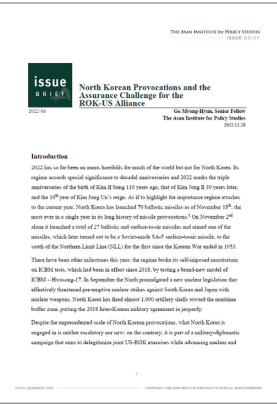 THE ASAN INSTITUTE for POLICY STUDIES
ISSUE BRIEF
issue
BRIEF
North Korean Provocations and the
Assurance Challenge for the
ROK-US Alliance
2022-06
Go Myong-Hyun, Senior Fellow
The Asan Institute for Policy Studies
2022.12.28
Introduction
2022 has so far been an annus horribilis for much of the world but not for North Korea. Its
regime accords special significance to decadal anniversaries and 2022 marks the triple
anniversaries of the birth of Kim Il Sung 110 years ago, that of Kim Jong Il 80 years later,
and the 10th year of Kim Jong Un's reign. As if to highlight the importance regime attaches
to the current year, North Korea has launched 70 ballistic missiles as of November 18th, the
most ever in a single year in its long history of missile provocations.1 On November 2nd
alone it launched a total of 27 ballistic and surface-to-air missiles and aimed one of the
missiles, which later turned out to be a Soviet-made SA-5 surface-to-air missile, to the
south of the Northern Limit Line (NLL) for the first since the Korean War ended in 1953.
There have been other milestones this year: the regime broke its self-imposed moratorium
on ICBM tests, which had been in effect since 2018, by testing a brand-new model of
ICBM – Hwasong-17. In September the North promulgated a new nuclear legislation that
effectively threatened pre-emptive nuclear strikes against South Korea and Japan with
nuclear weapons. North Korea has fired almost 1,000 artillery shells toward the maritime
buffer zone, putting the 2018 Inter-Korean military agreement in jeopardy.
Despite the unprecedented scale of North Korean provocations, what North Korea is
engaged in is neither escalatory nor new: on the contrary, it is part of a military-diplomatic
campaign that aims to delegitimize joint US-ROK exercises while advancing nuclear and
- 1 -